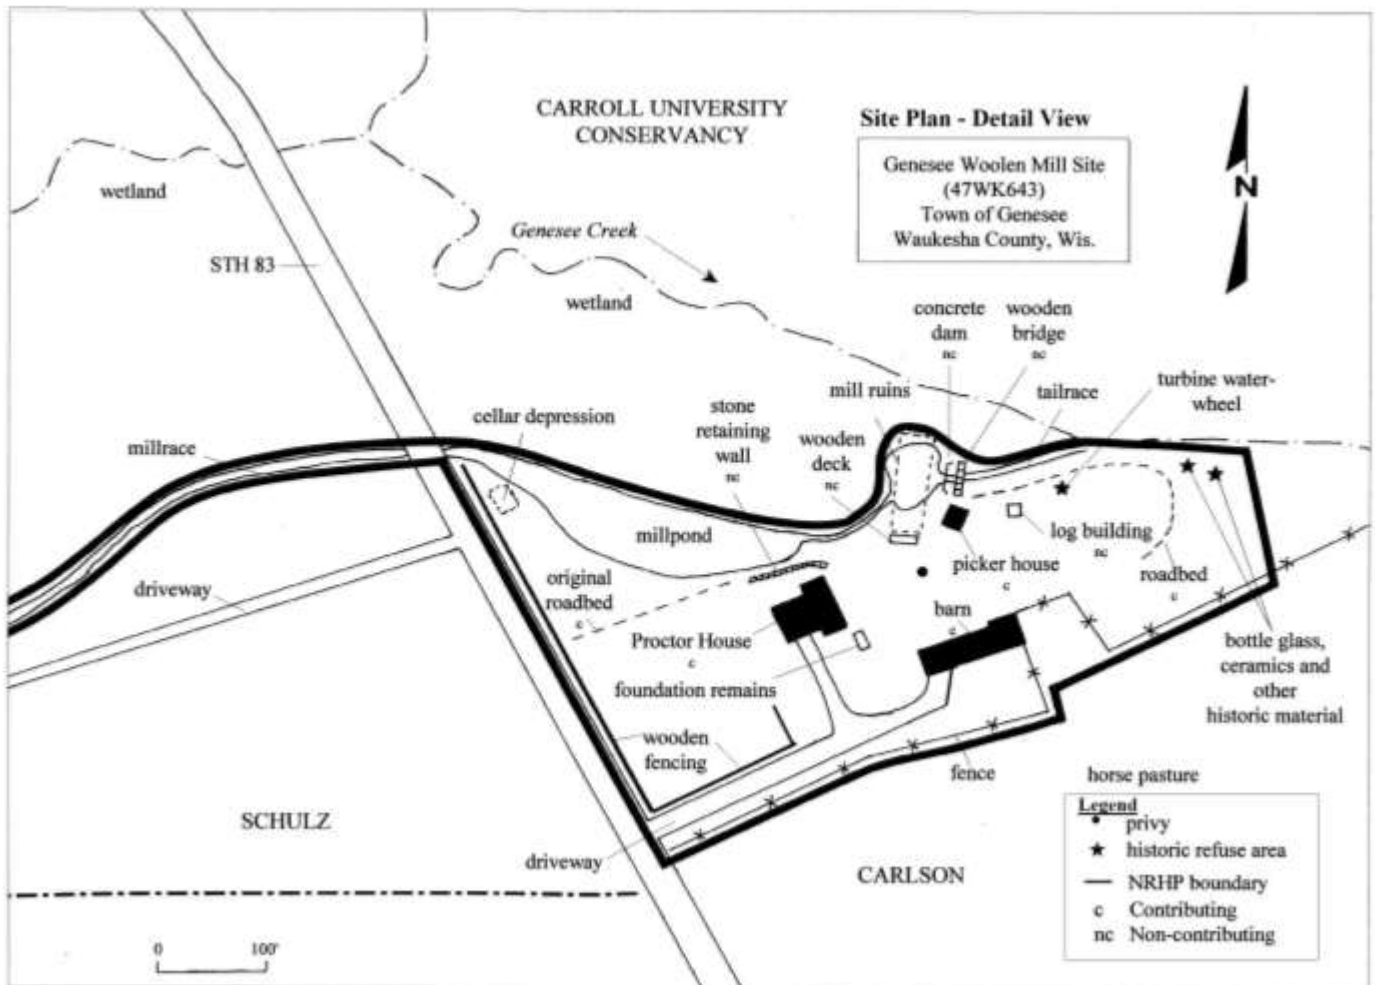 CARROLL UNIVERSITY
CONSERVANCY
Site Plan - Detail View
Genesee Woolen Mill Site
(47WK643)
Town of Genesee
Waukesha County, Wis.
N
wetland
Genesee Creek
STH 83
wetland
concrete
dam
nc
wooden
bridge
nc
turbine water-
wheel
mill ruins
tailrace
cellar depression
stone
retaining
wall
nc
wooden
deck
nc
millrace
millpond
log building
nc
picker house
c
roadbed
c
driveway
original
roadbed
c
barn
c
Proctor House
c
foundation remains
bottle glass,
ceramics and
other
historic material
wooden
fencing
fence
horse pasture
Legend
privy
historic refuse area
NRHP boundary
c Contributing
nc Non-contributing
SCHULZ
driveway
CARLSON
0 100'